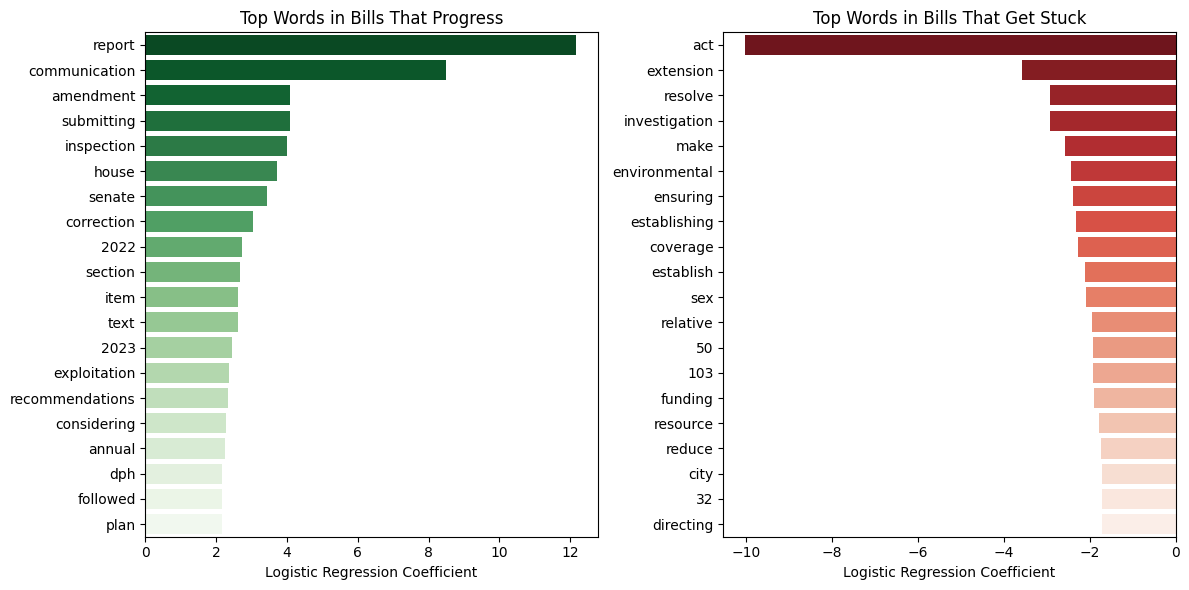 Top Words in Bills That Progress
report
communication
amendment
submitting
inspection
house
senate
correction
2022
section
item
text
2023
exploitation
recommendations
considering
annual
dph
followed
plan
0 2 4 6 8 10 12
Logistic Regression Coefficient
Top Words in Bills That Get Stuck
act
extension
resolve
investigation
make
environmental
ensuring
establishing
coverage
establish
sex
relative
50
103
funding
resource
reduce
city
32
directing
−10 −8 −6 −4 −2 0
Logistic Regression Coefficient